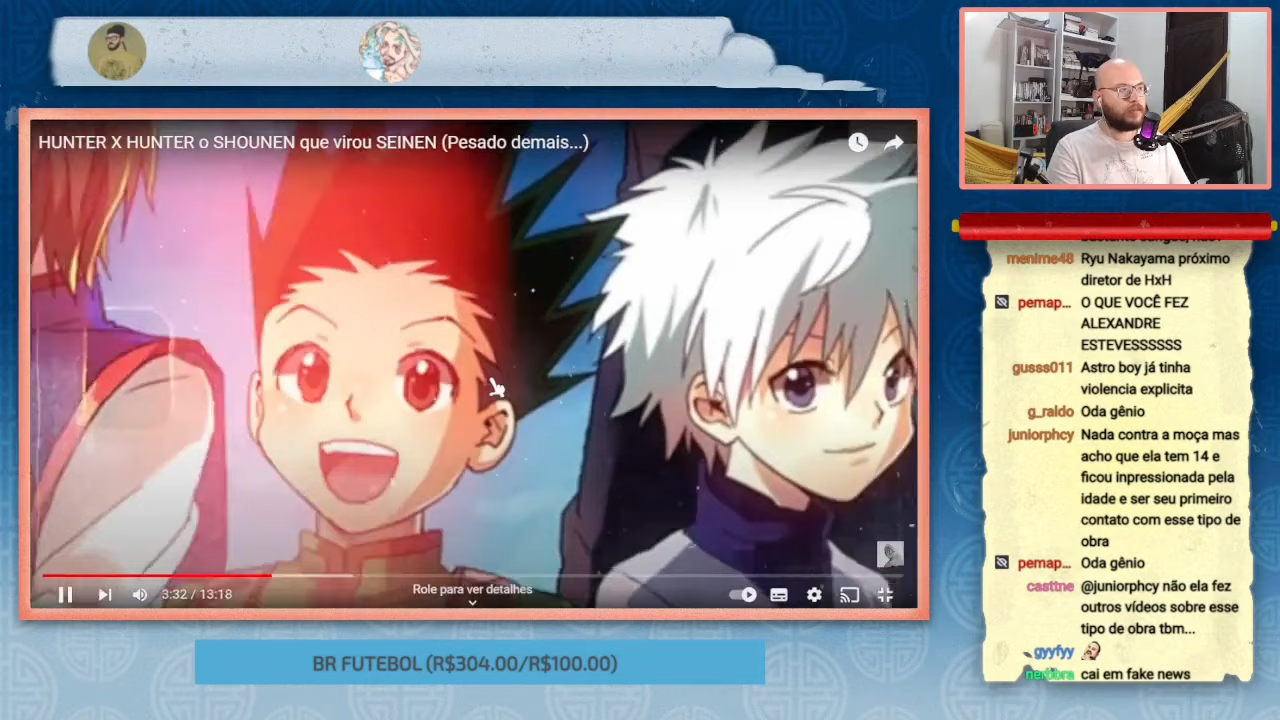 HUNTER X HUNTER o SHOUNEN que virou SEINEN (Pesado demais...)
3:32 / 13:18
Role para ver detalhes
BR FUTEBOL (R$304.00/R$100.00)
menime48 Ryu Nakayama próximo
diretor de HxH
pemap... O QUE VOCÊ FEZ
ALEXANDRE
ESTEVESSSSSS
gusss011 Astro boy já tinha
violencia explicita
g_raldo Oda gênio
juniorphcy Nada contra a moça mas
acho que ela tem 14 e
ficou inpressionada pela
idade e ser seu primeiro
contato com esse tipo de
obra
pemap... Oda gênio
casttne @juniorphcy não ela fez
outros vídeos sobre esse
tipo de obra tbm...
gyyfyy
cai em fake news